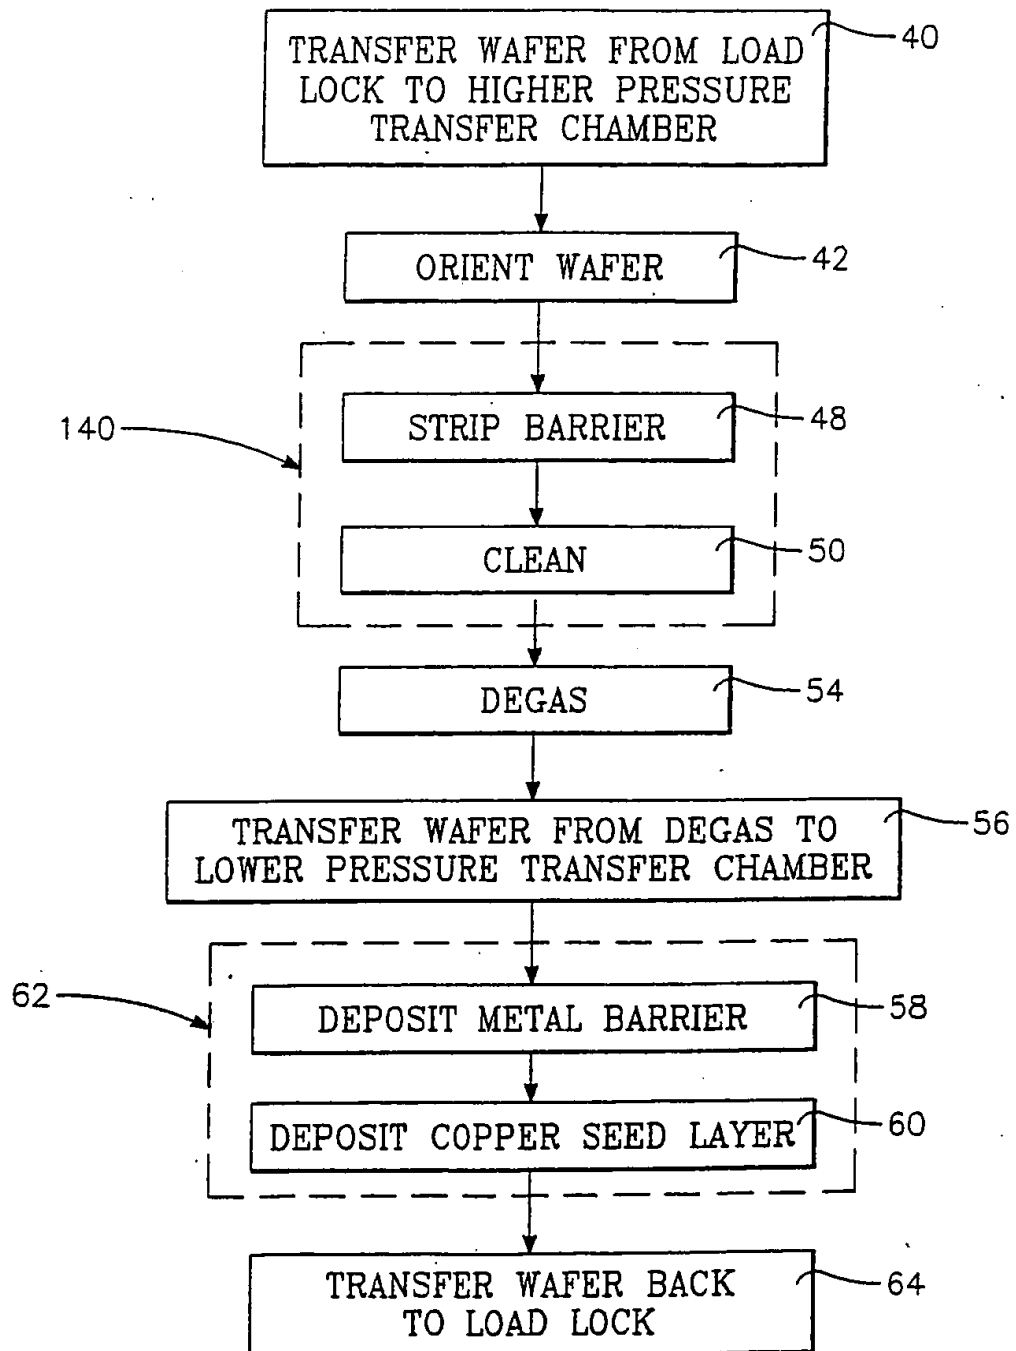 TRANSFER WAFER FROM LOAD
LOCK TO HIGHER PRESSURE
TRANSFER CHAMBER
40
ORIENT WAFER
42
140
STRIP BARRIER
48
CLEAN
50
DEGAS
54
TRANSFER WAFER FROM DEGAS TO
LOWER PRESSURE TRANSFER CHAMBER
56
62
DEPOSIT METAL BARRIER
58
DEPOSIT COPPER SEED LAYER
60
TRANSFER WAFER BACK
TO LOAD LOCK
64